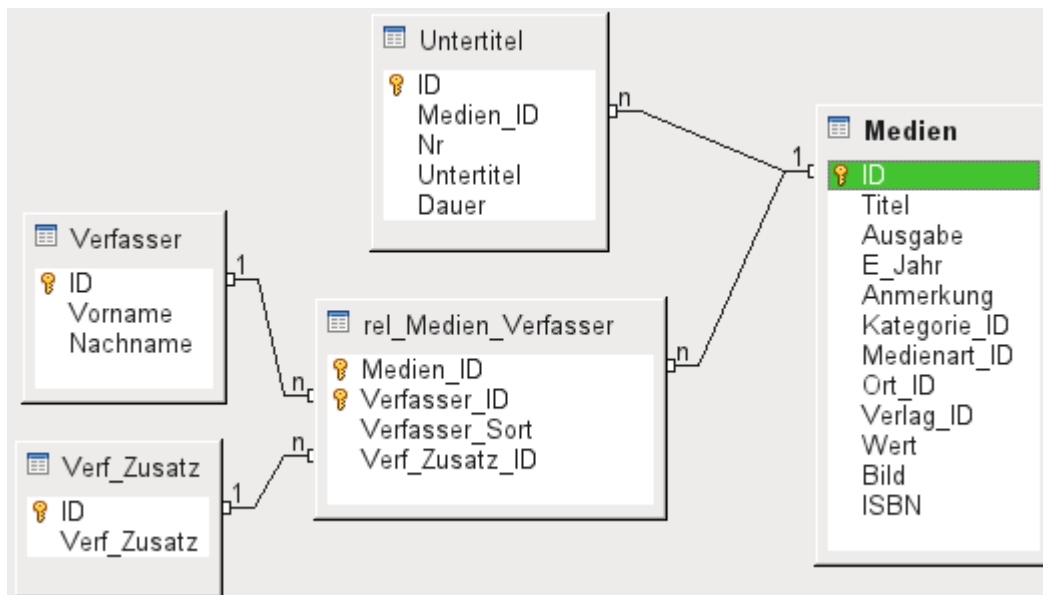 Untertitel
ID
Medien_ID
Nr
Untertitel
Dauer
n
1
Medien
ID
Titel
Ausgabe
E_Jahr
Anmerkung
Kategorie_ID
Medienart_ID
Ort_ID
Verlag_ID
Wert
Bild
ISBN
Verfasser
ID
Vorname
Nachname
1
n
rel_Medien_Verfasser
Medien_ID
Verfasser_ID
Verfasser_Sort
Verf_Zusatz_ID
n
n
Verf_Zusatz
ID
Verf_Zusatz
1